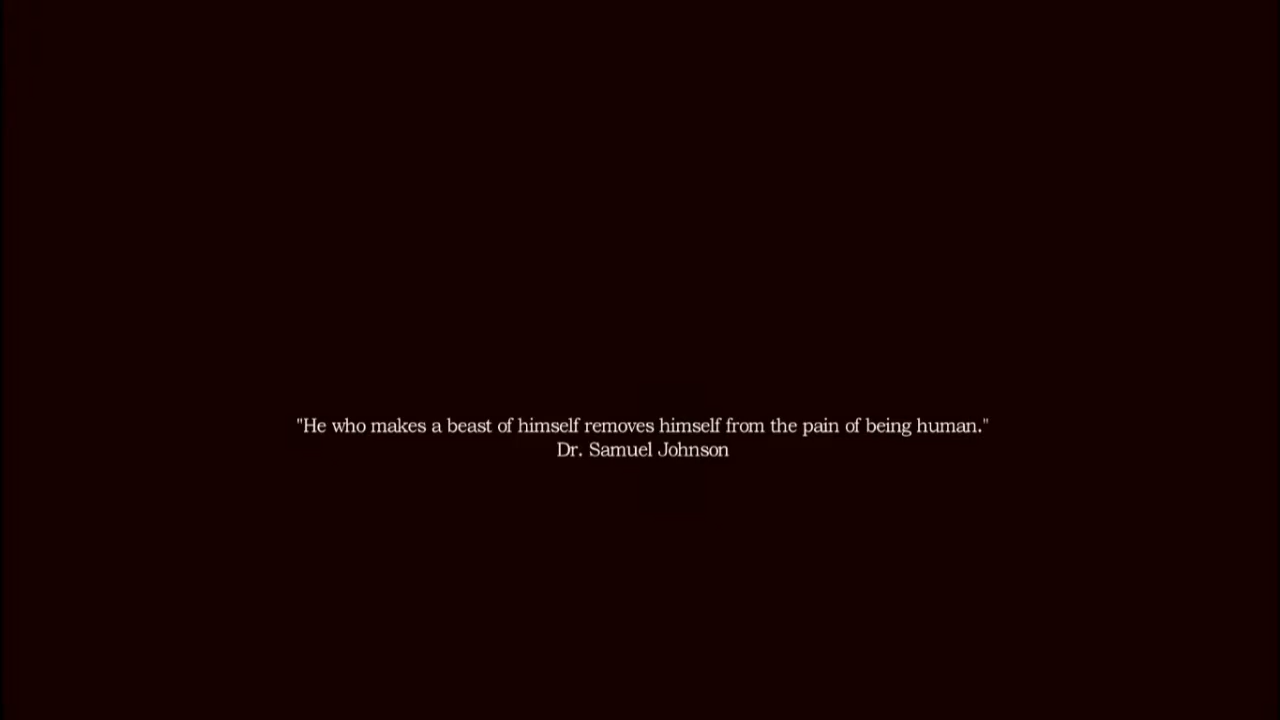 "He who makes a beast of himself removes himself from the pain of being human."
Dr. Samuel Johnson